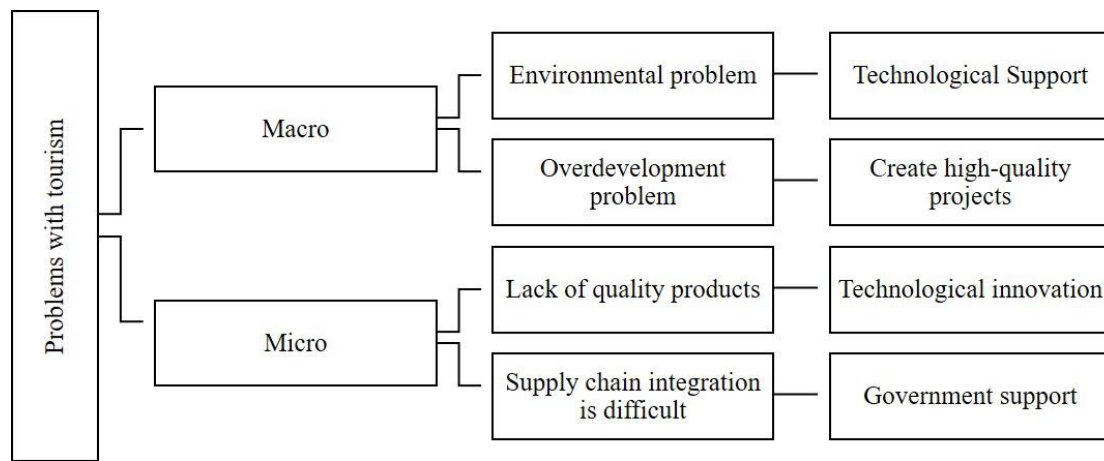 Problems with tourism
Macro
Environmental problem
Technological Support
Overdevelopment
problem
Create high-quality
projects
Micro
Lack of quality products
Technological innovation
Supply chain integration
is difficult
Government support